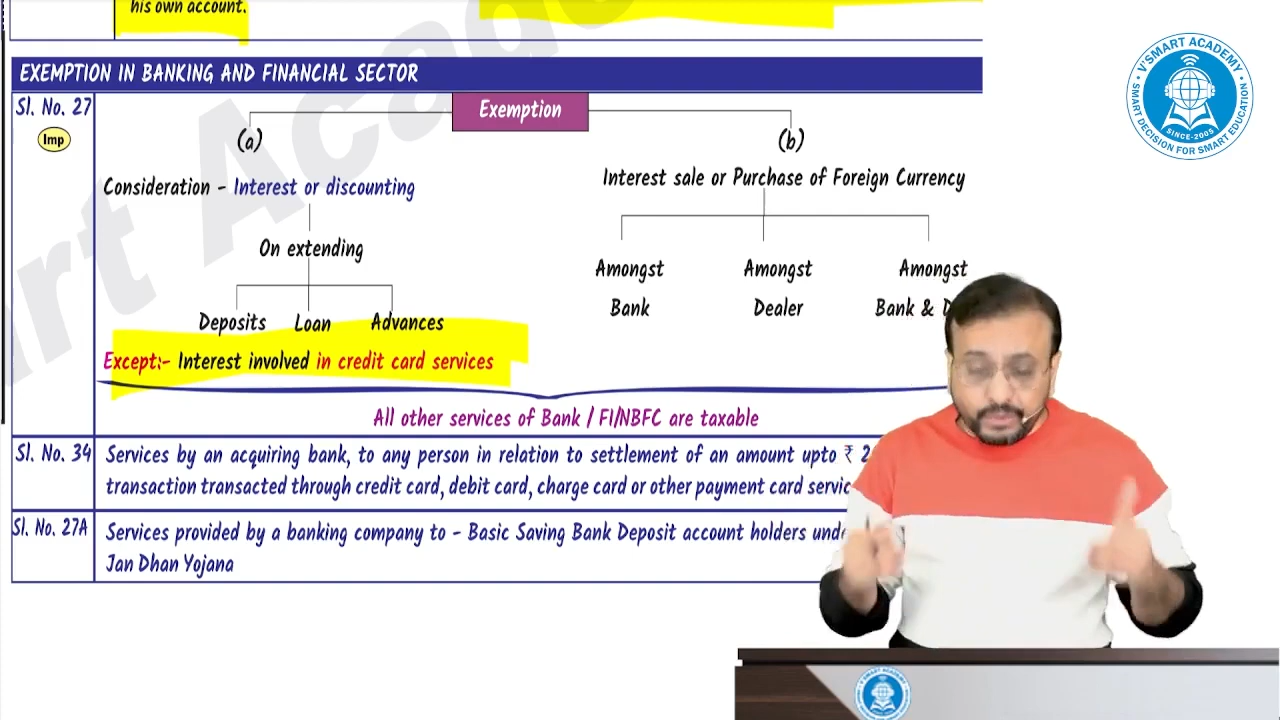 his own account.
EXEMPTION IN BANKING AND FINANCIAL SECTOR
Sl. No. 27
Imp
Exemption
(a)
(b)
Consideration - Interest or discounting
Interest sale or Purchase of Foreign Currency
On extending
Deposits Loan Advances
Amongst Bank
Amongst Dealer
Amongst Bank &
Except:- Interest involved in credit card services
All other services of Bank / FI/NBFC are taxable
Sl. No. 34
Services by an acquiring bank, to any person in relation to settlement of an amount upto ₹
transaction transacted through credit card, debit card, charge card or other payment card
Sl. No. 27A
Services provided by a banking company to - Basic Saving Bank Deposit account holders
Jan Dhan Yojana
V'SMART ACADEMY
SINCE-2005
SMART DECISION FOR SMART EDUCATION